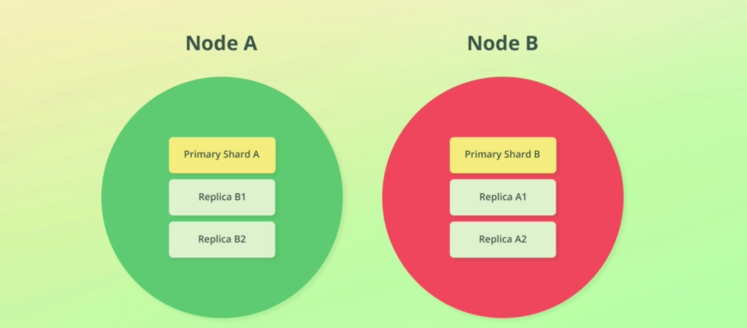 Node A
Node B
Primary Shard A
Replica B1
Replica B2
Primary Shard B
Replica A1
Replica A2